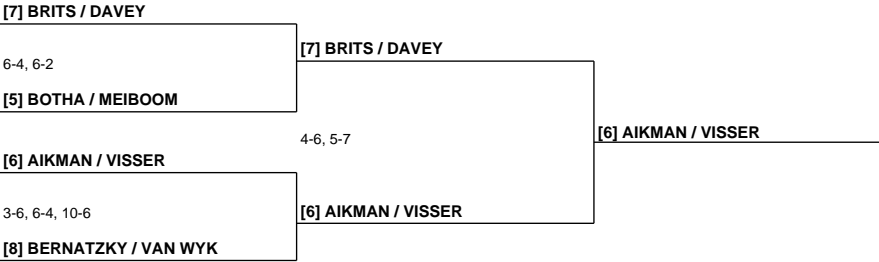 [7] BRITS / DAVEY
6-4, 6-2
[5] BOTHA / MEIBOOM
[7] BRITS / DAVEY
4-6, 5-7
[6] AIKMAN / VISSER
[6] AIKMAN / VISSER
3-6, 6-4, 10-6
[8] BERNATZKY / VAN WYK
[6] AIKMAN / VISSER